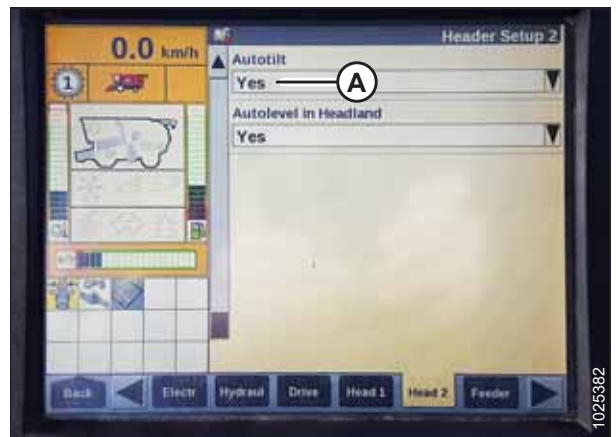 0.0 km/h
Header Setup 2
1
Autotilt
Yes
A
Autolevel in Headland
Yes
Back
Electr
Hydraul
Drive
Head 1
Head 2
Feeder
1025382